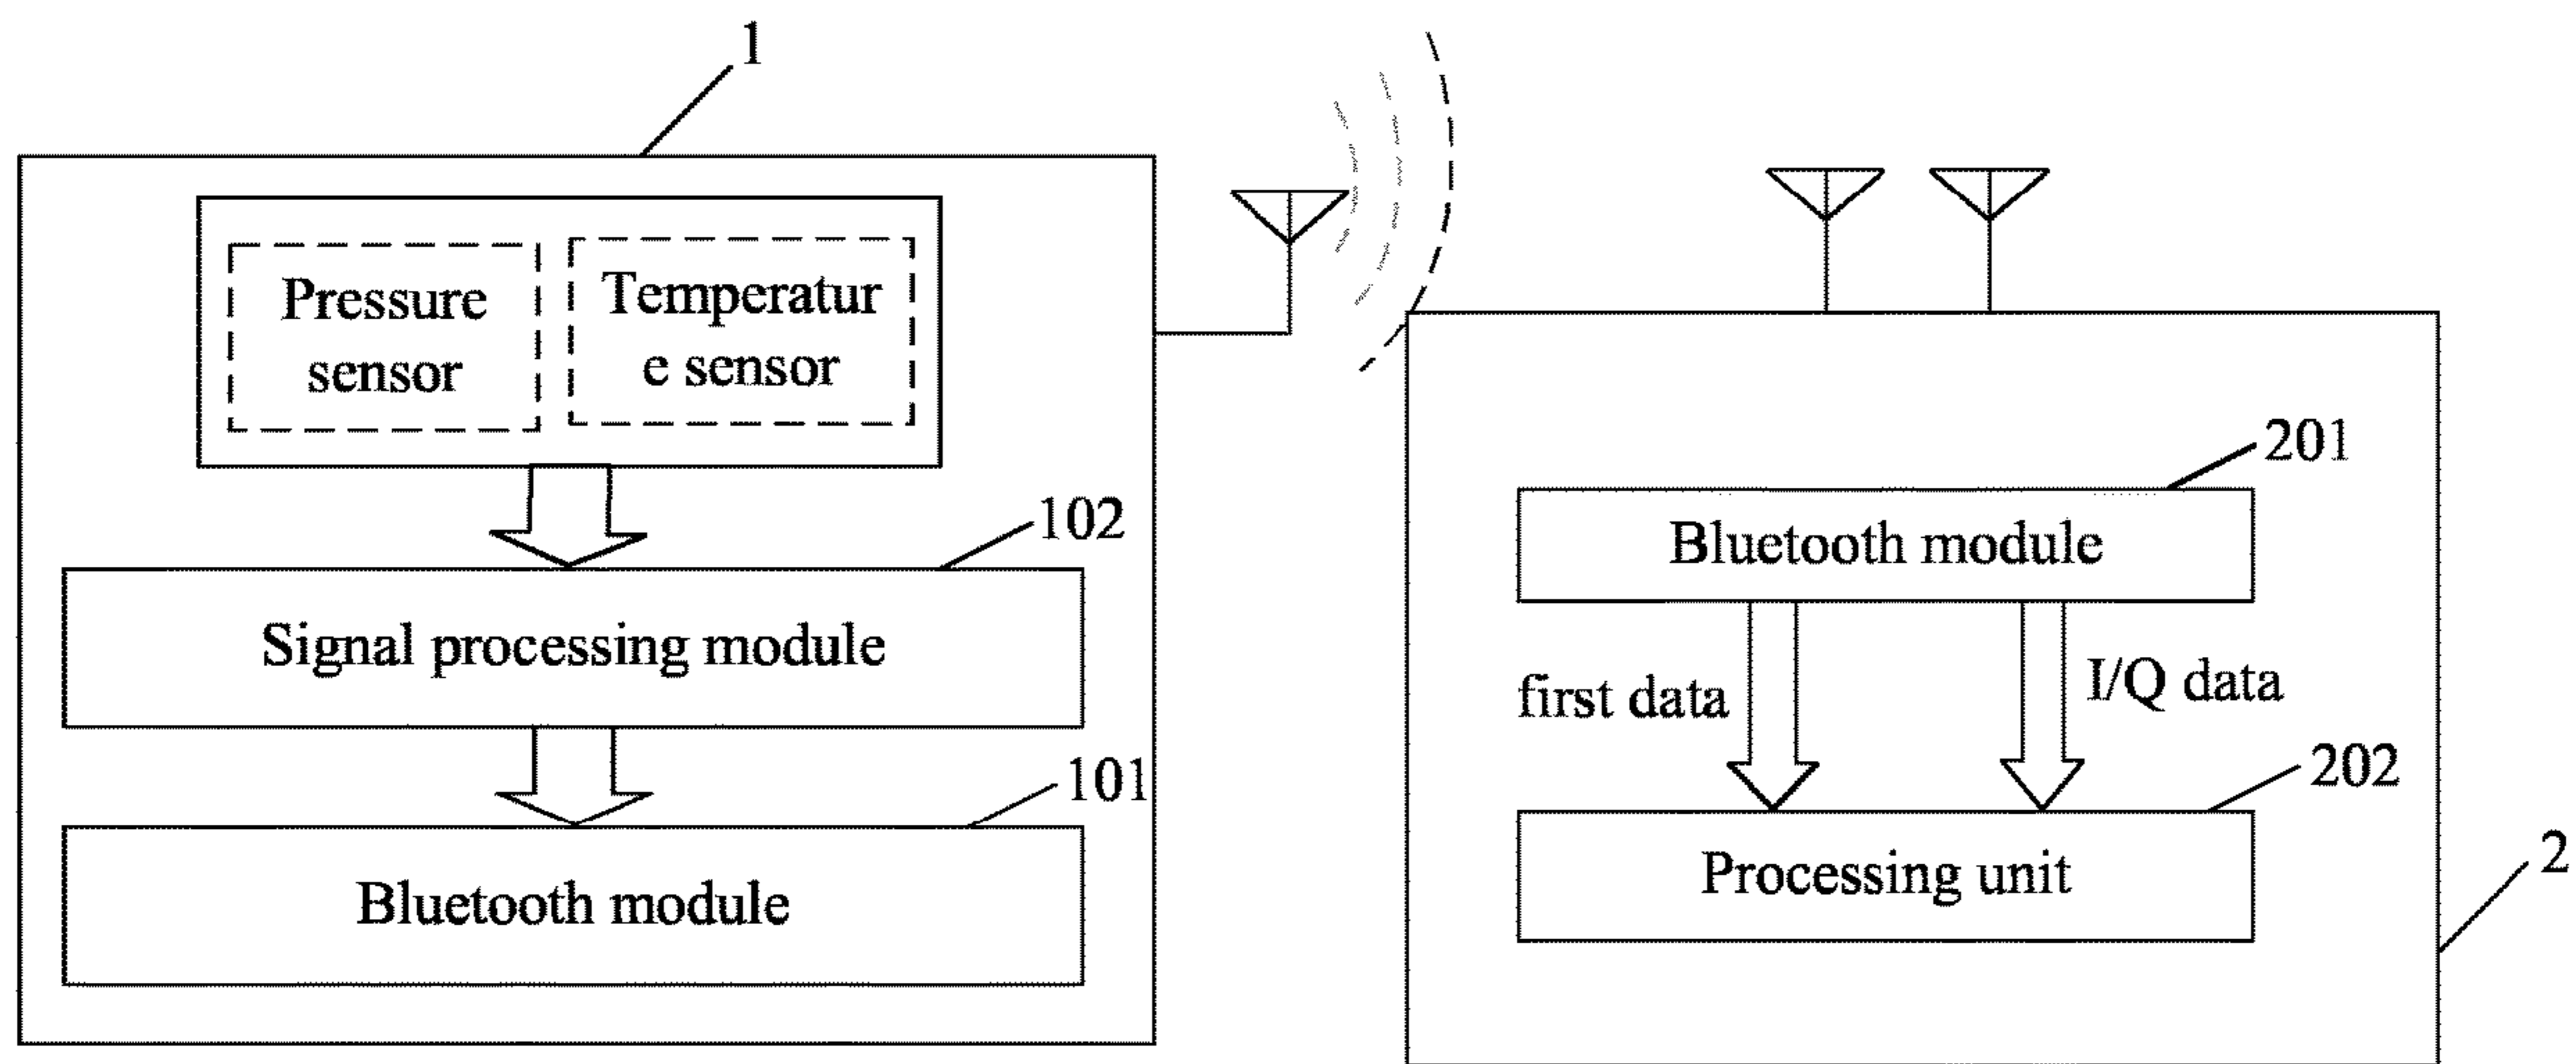 1
Pressure
sensor
Temperatur
e sensor
102
Signal processing module
101
Bluetooth module
201
Bluetooth module
first data
I/Q data
202
Processing unit
2